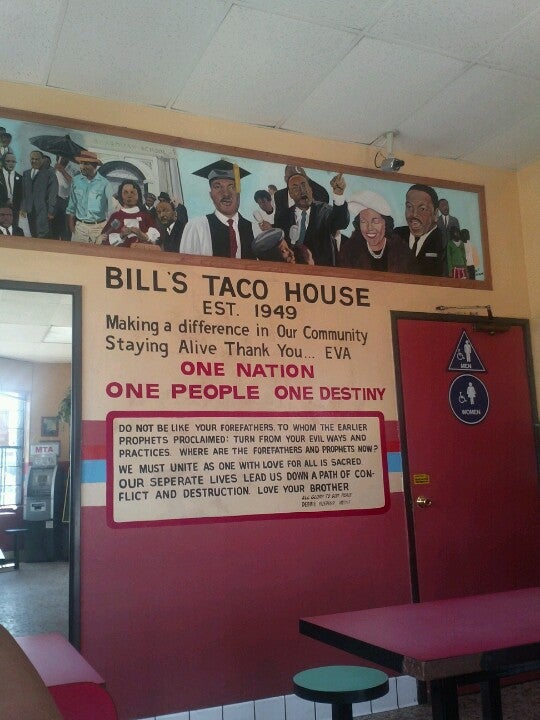 BILL'S TACO HOUSE
EST. 1949
Making a difference in Our Community
Staying Alive Thank You... EVA
ONE NATION
ONE PEOPLE ONE DESTINY
DO NOT BE LIKE YOUR FOREFATHERS, TO WHOM THE EARLIER
PROPHETS PROCLAIMED: TURN FROM YOUR EVIL WAYS AND
PRACTICES. WHERE ARE THE FOREFATHERS AND PROPHETS NOW?
WE MUST UNITE AS ONE WITH LOVE FOR ALL IS SACRED.
OUR SEPERATE LIVES LEAD US DOWN A PATH OF CON-
FLICT AND DESTRUCTION. LOVE YOUR BROTHER
ALL GLORY TO
MEN
WOMEN
MTA